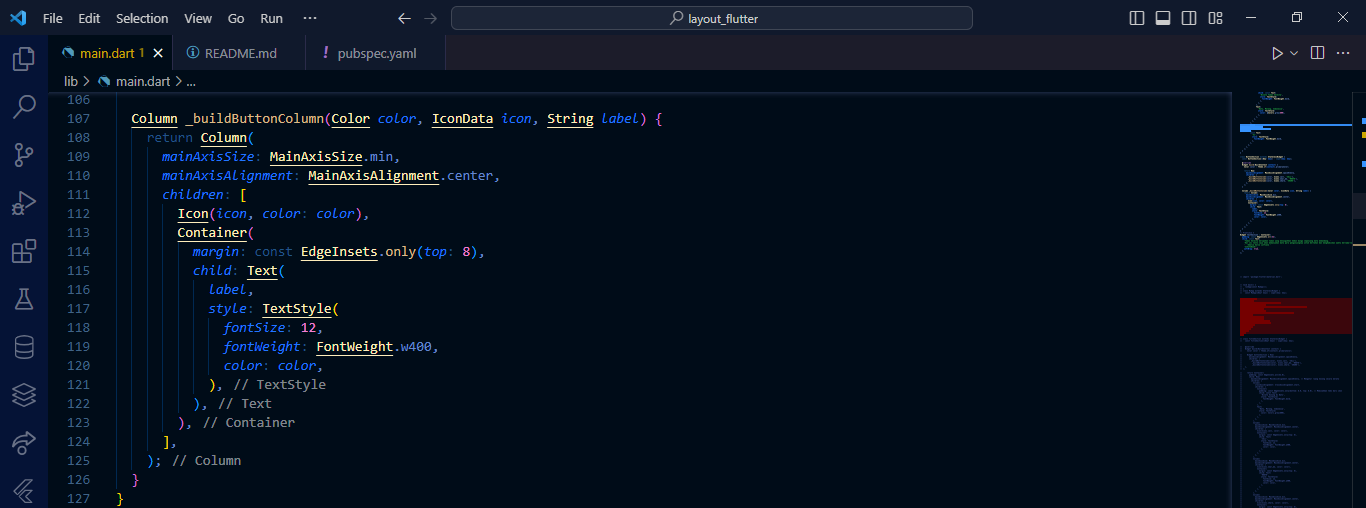 File Edit Selection View Go Run ··· layout_flutter
main.dart 1 README.md pubspec.yaml
lib > main.dart > ...
106
107 Column _buildButtonColumn(Color color, IconData icon, String label) {
108 return Column(
109 mainAxisSize: MainAxisSize.min,
110 mainAxisAlignment: MainAxisAlignment.center,
111 children: [
112 Icon(icon, color: color),
113 Container(
114 margin: const EdgeInsets.only(top: 8),
115 child: Text(
116 label,
117 style: TextStyle(
118 fontSize: 12,
119 fontWeight: FontWeight.w400,
120 color: color,
121 ), // TextStyle
122 ), // Text
123 ), // Container
124 ],
125 ); // Column
126 }
127 }